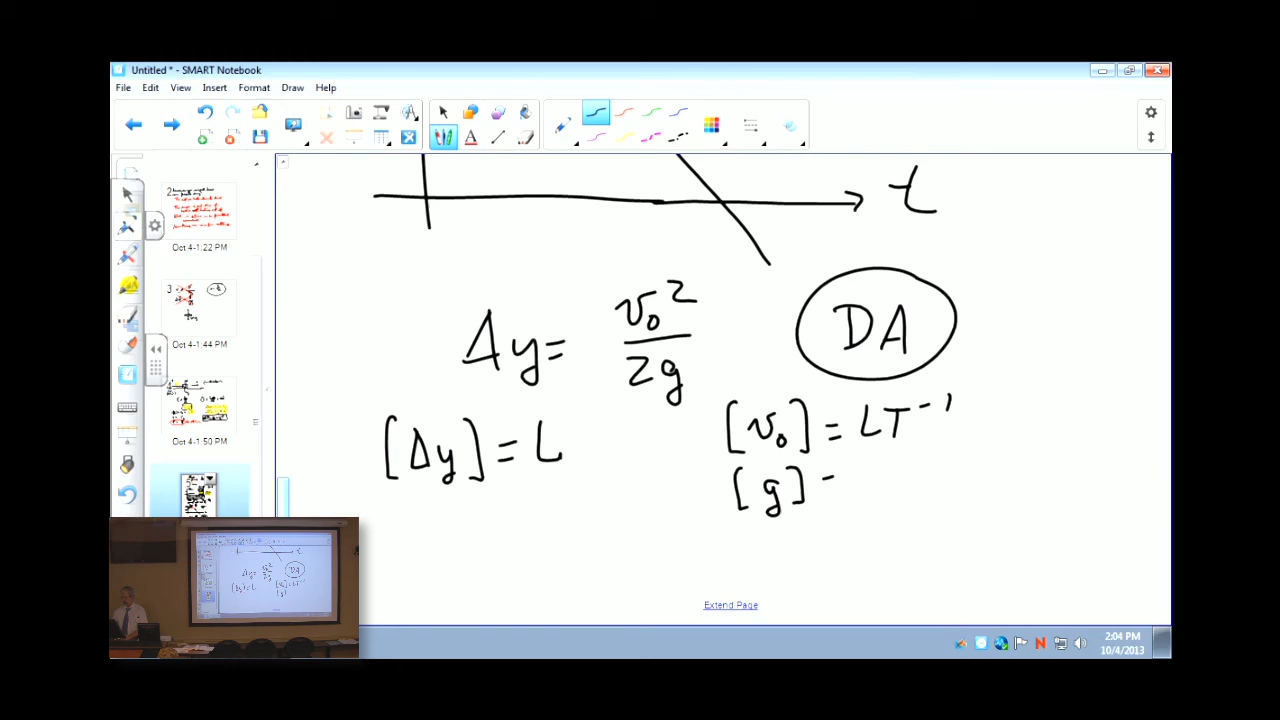 Untitled * - SMART Notebook
File Edit View Insert Format Draw Help
2
Oct 4-1:22 PM
3
Oct 4-1:44 PM
Oct 4-1:50 PM
t
Δy = v₀²/2g
DA
[Δy] = L
[v₀] = LT⁻¹
[g] -
Extend Page
2:04 PM
10/4/2013